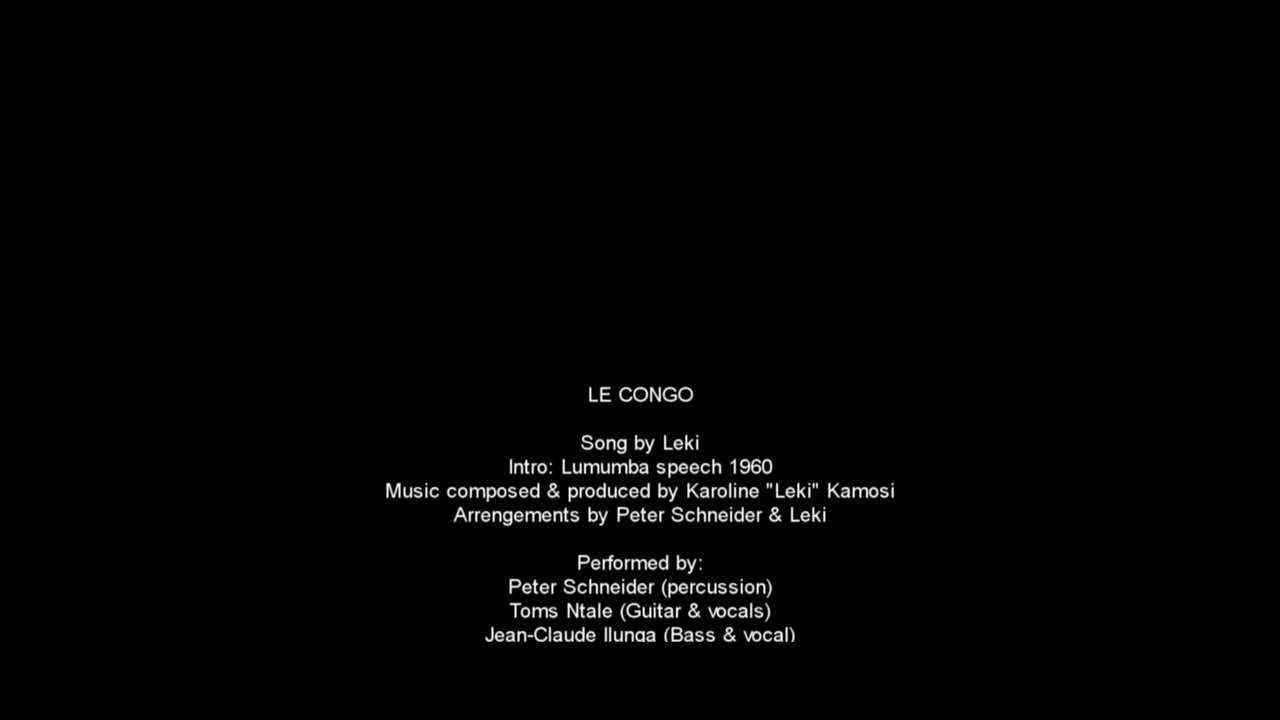 LE CONGO
Song by Leki
Intro: Lumumba speech 1960
Music composed & produced by Karoline "Leki" Kamosi
Arrengements by Peter Schneider & Leki
Performed by:
Peter Schneider (percussion)
Toms Ntale (Guitar & vocals)
Jean-Claude Ilunga (Bass & vocal)